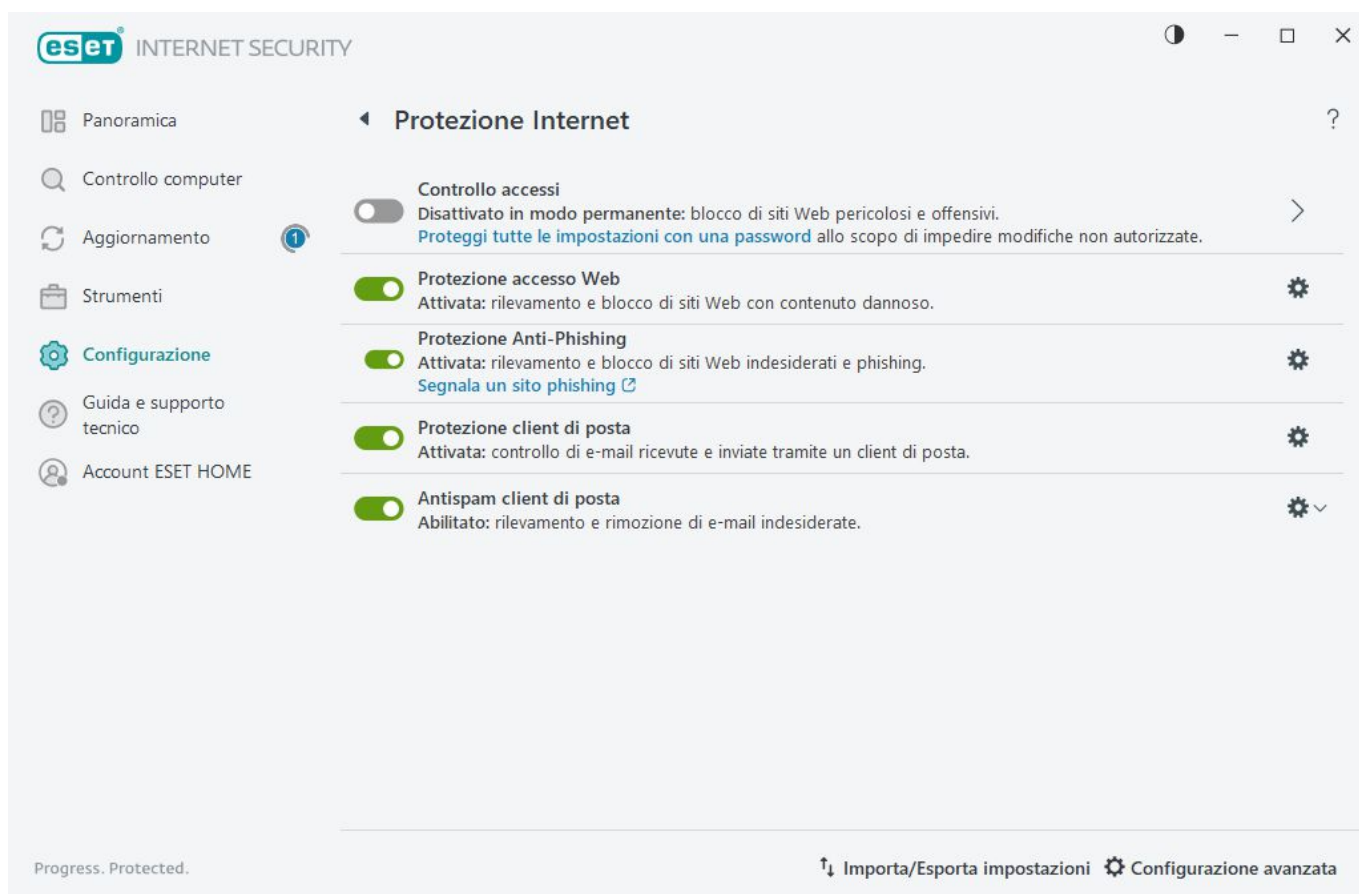 eset® INTERNET SECURITY
Panoramica
Controllo computer
Aggiornamento 1
Strumenti
Configurazione
Guida e supporto
tecnico
Account ESET HOME
Protezione Internet ?
Controllo accessi
Disattivato in modo permanente: blocco di siti Web pericolosi e offensivi.
Proteggi tutte le impostazioni con una password allo scopo di impedire modifiche non autorizzate.
Protezione accesso Web
Attivata: rilevamento e blocco di siti Web con contenuto dannoso.
Protezione Anti-Phishing
Attivata: rilevamento e blocco di siti Web indesiderati e phishing.
Segnala un sito phishing
Protezione client di posta
Attivata: controllo di e-mail ricevute e inviate tramite un client di posta.
Antispam client di posta
Abilitato: rilevamento e rimozione di e-mail indesiderate.
Progress. Protected.
Importa/Esporta impostazioni Configurazione avanzata